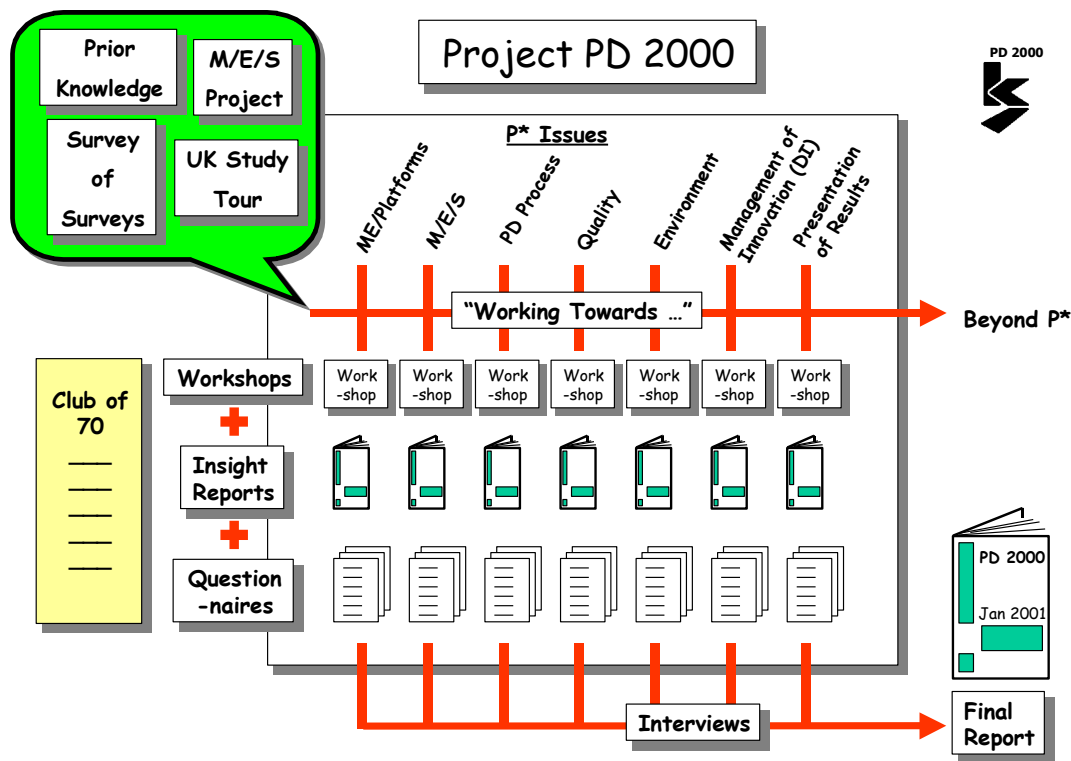 Project PD 2000
PD 2000
Prior
Knowledge
M/E/S
Project
Survey
of
Surveys
UK Study
Tour
P* Issues
ME/Platforms
M/E/S
PD Process
Quality
Environment
Management of
Innovation (DI)
Presentation
of Results
“Working Towards …”
Beyond P*
Club of
70
Workshops
Work
-shop
Work
-shop
Work
-shop
Work
-shop
Work
-shop
Work
-shop
Work
-shop
Insight
Reports
Question
-naires
PD 2000
Jan 2001
Interviews
Final
Report